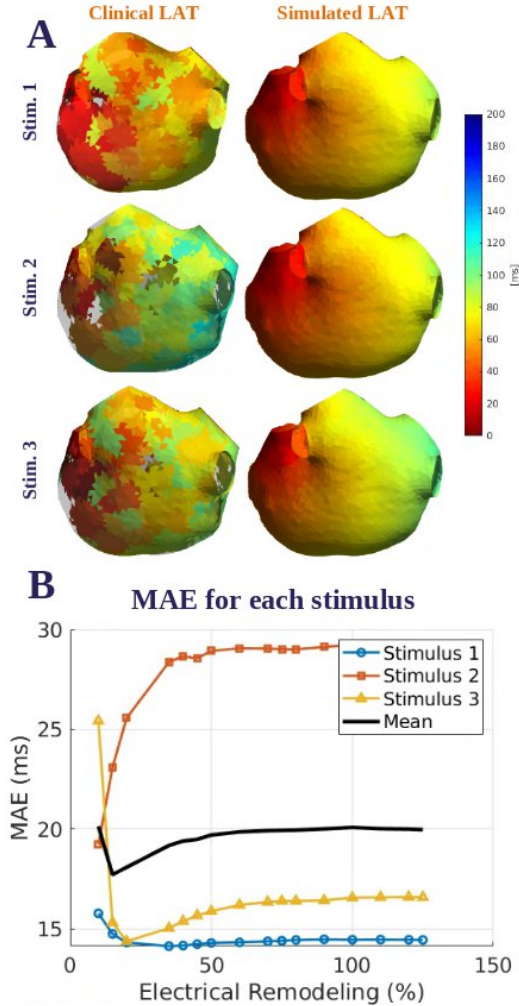 A
Clinical LAT
Simulated LAT
Stim. 1
Stim. 2
Stim. 3
200
180
160
140
120
100
80
60
40
20
0
[ms]
B
MAE for each stimulus
30
25
20
15
MAE (ms)
Stimulus 1
Stimulus 2
Stimulus 3
Mean
0
50
100
150
Electrical Remodeling (%)